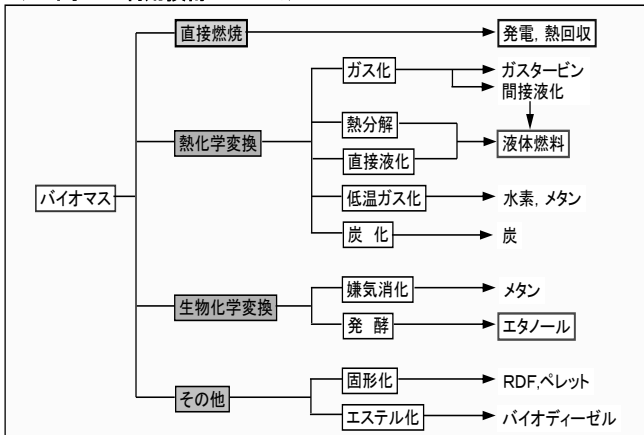 直接燃焼
発電, 熱回収
ガス化
ガスタービン
間接液化
熱分解
熱化学変換
液体燃料
直接液化
バイオマス
低温ガス化
水素, メタン
炭 化
炭
嫌気消化
メタン
生物化学変換
発 酵
エタノール
固形化
RDF,ペレット
その他
エステル化
バイオディーゼル